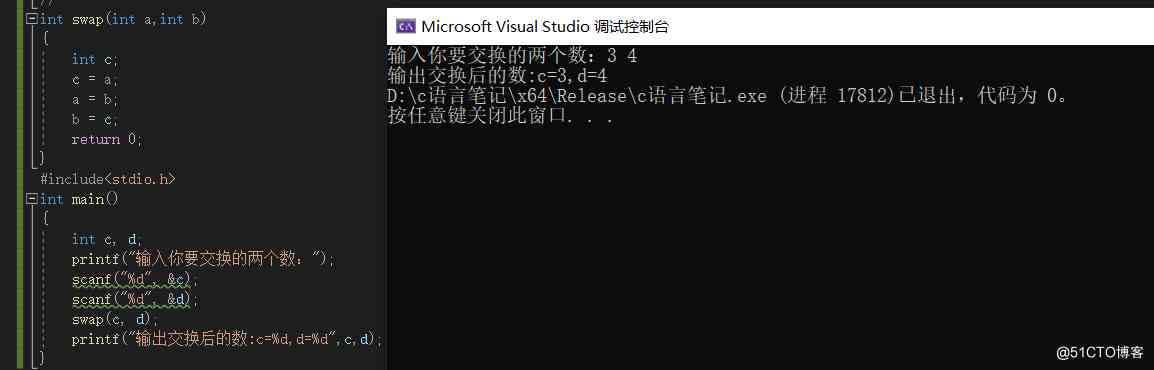 //
int swap(int a,int b)
{
int c;
c = a;
a = b;
b = c;
return 0;
}
#include<stdio.h>
int main()
{
int c, d;
printf("输入你要交换的两个数：");
scanf("%d", &c);
scanf("%d", &d);
swap(c, d);
printf("输出交换后的数:c=%d,d=%d",c,d);
}
Microsoft Visual Studio 调试控制台
输入你要交换的两个数：3 4
输出交换后的数:c=3,d=4
D:\c语言笔记\x64\Release\c语言笔记.exe (进程 17812)已退出，代码为 0。
按任意键关闭此窗口. . .
@51CTO博客